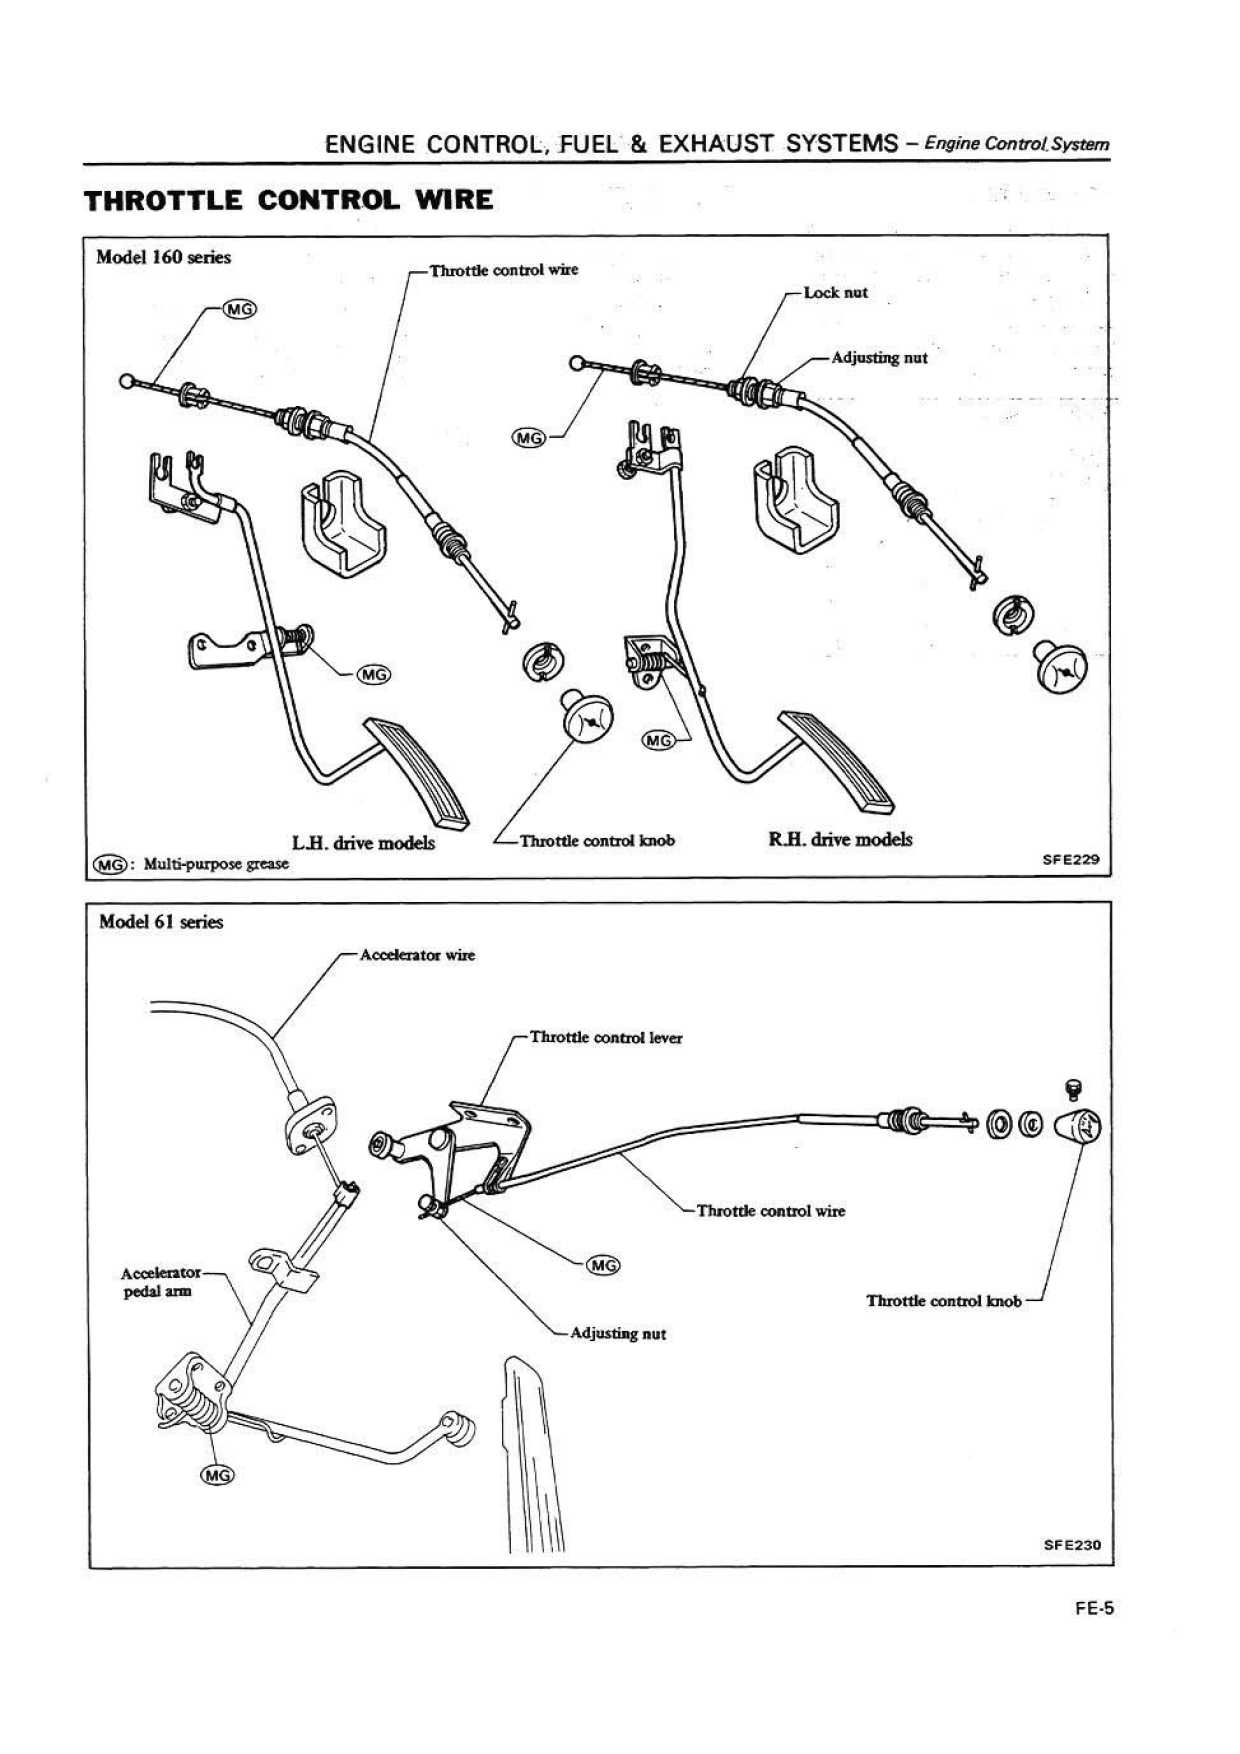 ENGINE CONTROL, FUEL & EXHAUST SYSTEMS – Engine Control System
THROTTLE CONTROL WIRE
Model 160 series
Throttle control wire
MG
Lock nut
Adjusting nut
MG
MG
MG
L.H. drive models
Throttle control knob
R.H. drive models
MG : Multi-purpose grease
SFE229
Model 61 series
Accelerator wire
Throttle control lever
Throttle control wire
MG
Accelerator
pedal arm
Throttle control knob
Adjusting nut
MG
SFE230
FE-5